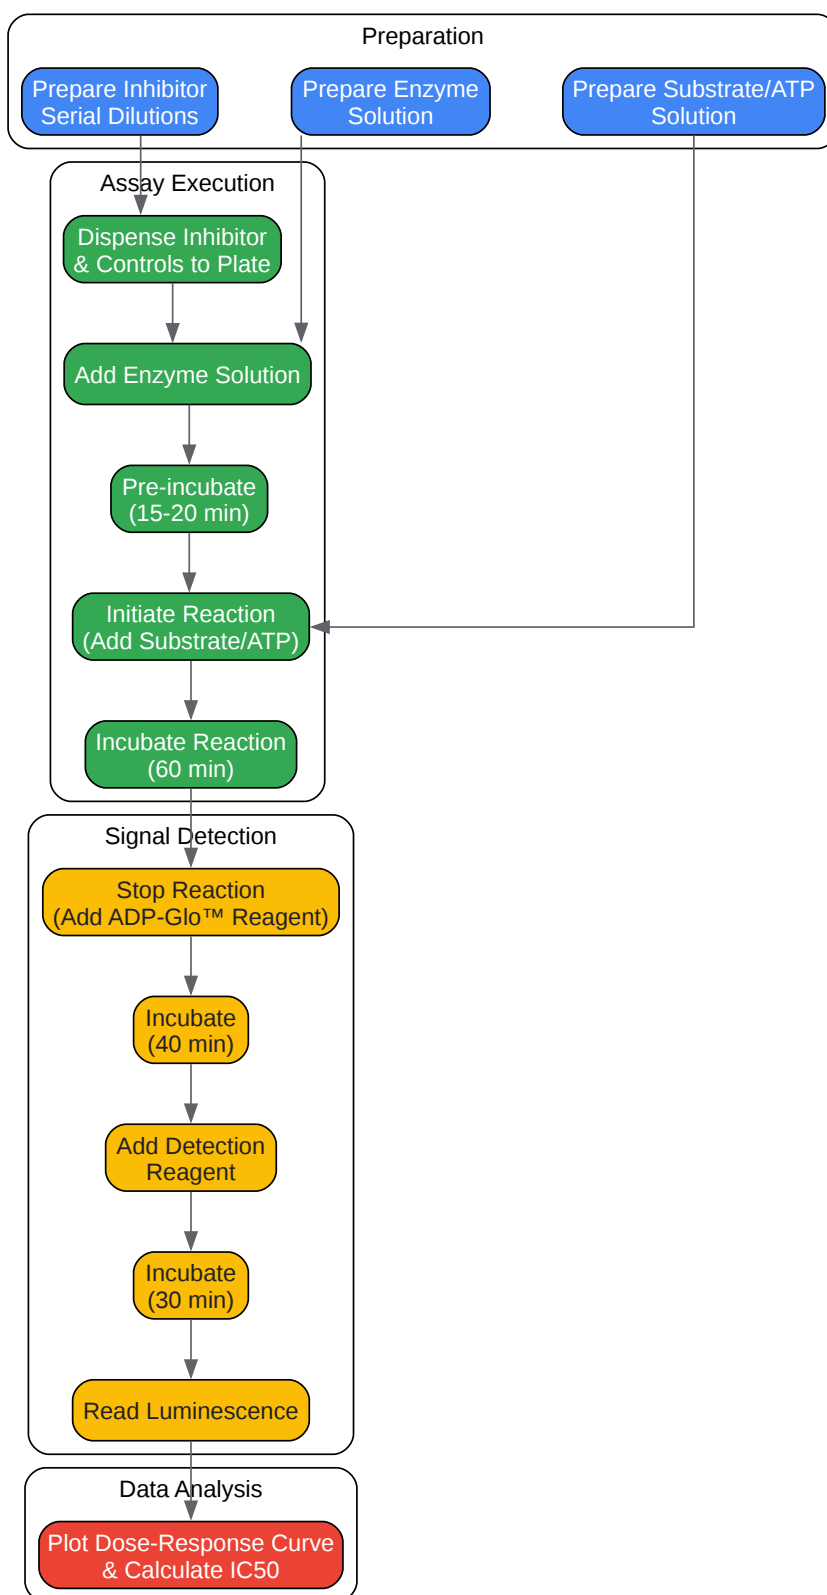 Preparation
Prepare Inhibitor
Serial Dilutions
Prepare Enzyme
Solution
Prepare Substrate/ATP
Solution
Assay Execution
Dispense Inhibitor
& Controls to Plate
Add Enzyme Solution
Pre-incubate
(15-20 min)
Initiate Reaction
(Add Substrate/ATP)
Incubate Reaction
(60 min)
Signal Detection
Stop Reaction
(Add ADP-Glo™ Reagent)
Incubate
(40 min)
Add Detection
Reagent
Incubate
(30 min)
Read Luminescence
Data Analysis
Plot Dose-Response Curve
& Calculate IC50